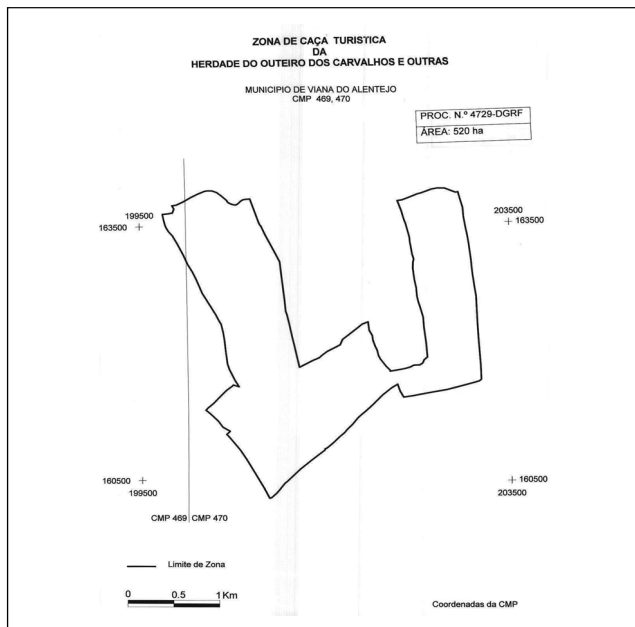 ZONA DE CAÇA TURISTICA
DA
HERDADE DO OUTEIRO DOS CARVALHOS E OUTRAS
MUNICIPIO DE VIANA DO ALENTEJO
CMP 469, 470
PROC. N.º 4729-DGRF
ÁREA: 520 ha
199500
163500
203500
163500
160500
199500
160500
203500
CMP 469 CMP 470
Limite de Zona
0 0.5 1 Km
Coordenadas da CMP